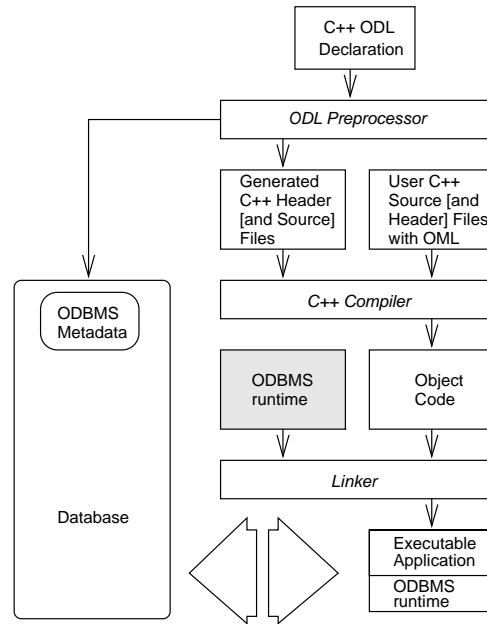 C++ ODL
Declaration
ODL Preprocessor
Generated
C++ Header
[and Source]
Files
User C++
Source [and
Header] Files
with OML
C++ Compiler
ODBMS
Metadata
ODBMS
runtime
Object
Code
Linker
Database
Executable
Application
ODBMS
runtime